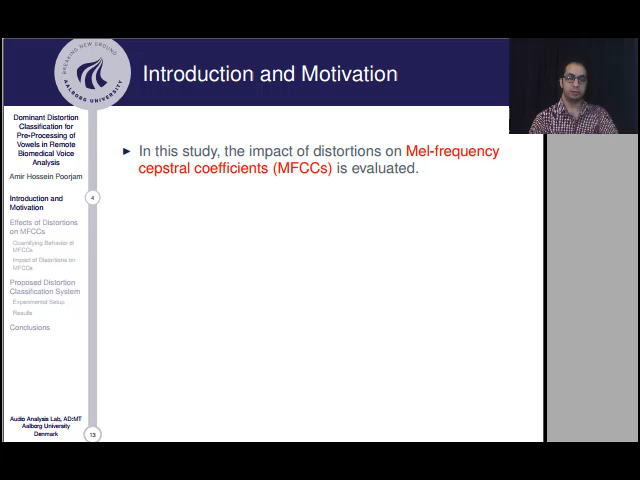 BREAKING NEW GROUND
AALBORG UNIVERSITY
Introduction and Motivation
Dominant Distortion
Classification for
Pre-Processing of
Vowels in Remote
Biomedical Voice
Analysis
Amir Hossein Poorjam
Introduction and
Motivation
4
Effects of Distortions
on MFCCs
Quantifying Behavior of
MFCCs
Impact of Distortions on
MFCCs
Proposed Distortion
Classification System
Experimental Setup
Results
Conclusions
Audio Analysis Lab, AD:MT
Aalborg University
Denmark
13
► In this study, the impact of distortions on Mel-frequency
cepstral coefficients (MFCCs) is evaluated.